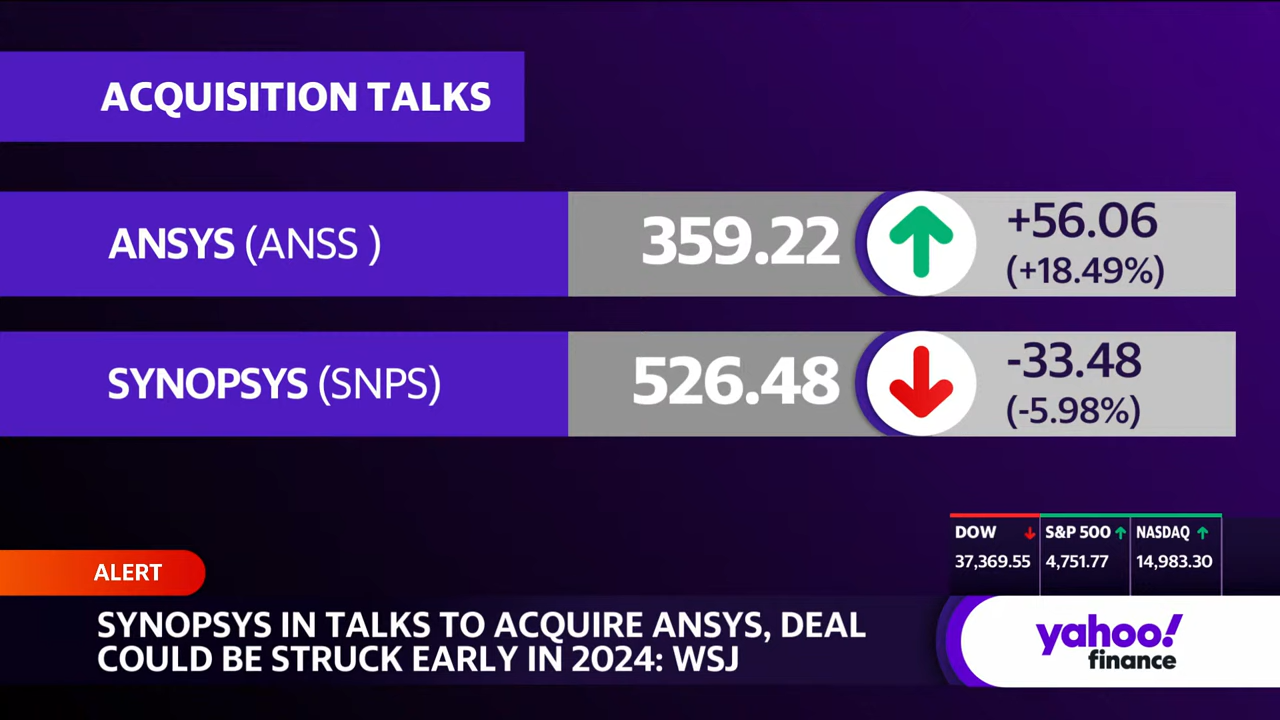 ACQUISITION TALKS
ANSYS (ANSS )
359.22
+56.06
(+18.49%)
SYNOPSYS (SNPS)
526.48
-33.48
(-5.98%)
DOW
37,369.55
S&P 500
4,751.77
NASDAQ
14,983.30
ALERT
SYNOPSYS IN TALKS TO ACQUIRE ANSYS, DEAL
COULD BE STRUCK EARLY IN 2024: WSJ
yahoo!
finance